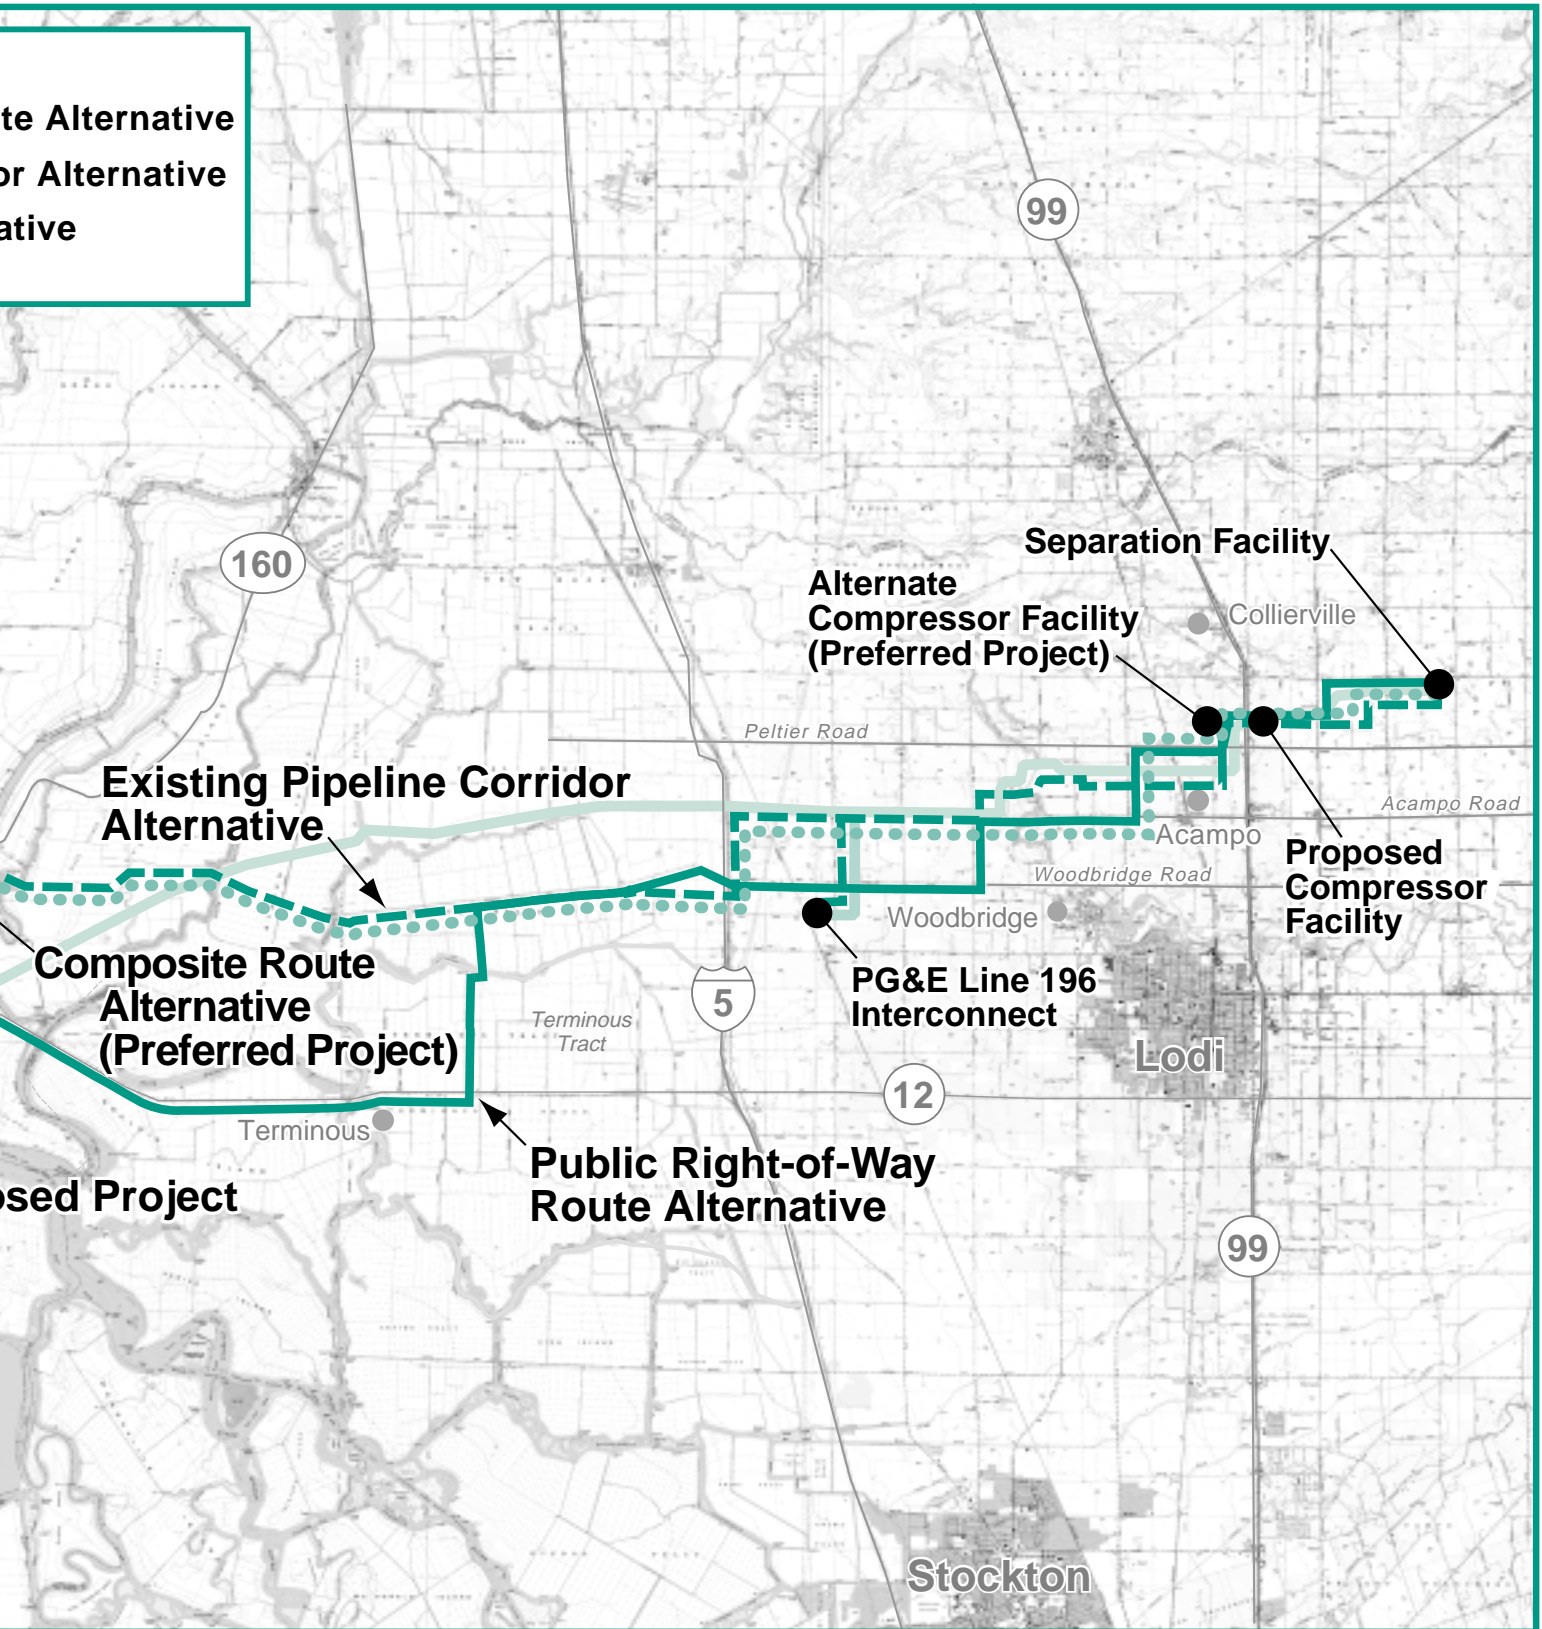 te Alternative
or Alternative
ative
99
Separation Facility
160
Alternate
Compressor Facility
(Preferred Project)
Collierville
Peltier Road
Existing Pipeline Corridor
Alternative
Acampo Road
Acampo
Proposed
Compressor
Facility
Woodbridge Road
Woodbridge
Composite Route
Alternative
(Preferred Project)
PG&E Line 196
Interconnect
5
Terminous
Tract
Lodi
12
Terminous
Public Right-of-Way
Route Alternative
osed Project
99
Stockton